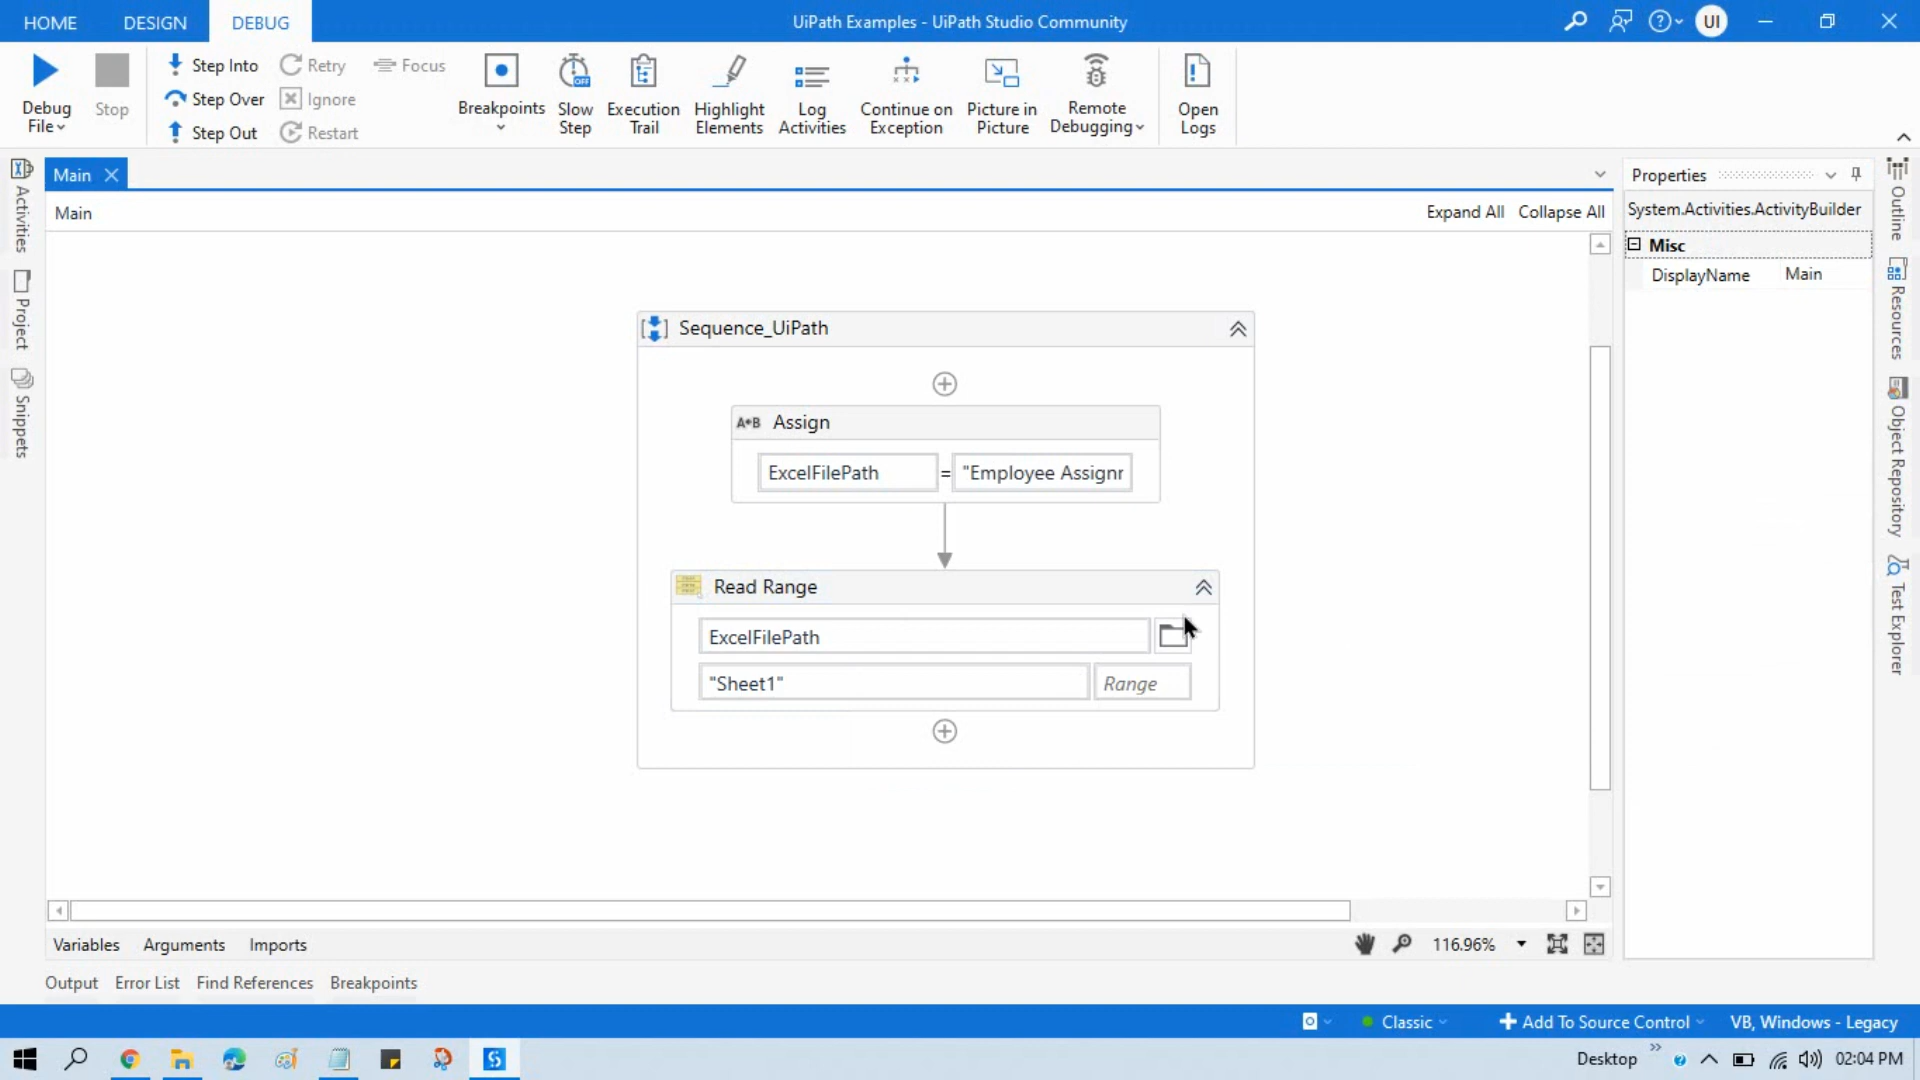 HOME DESIGN DEBUG UiPath Examples - UiPath Studio Community UI
Debug File
Stop
Step Into
Step Over
Step Out
Retry
Ignore
Restart
Focus
Breakpoints
Slow Step
Execution Trail
Highlight Elements
Log Activities
Continue on Exception
Picture in Picture
Remote Debugging
Open Logs
Main
Main
Expand All Collapse All
Activities
Project
Snippets
Sequence_UiPath
A+B Assign
ExcelFilePath = "Employee Assignr
Read Range
ExcelFilePath
"Sheet1" Range
Properties
System.Activities.ActivityBuilder
Misc
DisplayName Main
Outline
Resources
Object Repository
Test Explorer
Variables Arguments Imports 116.96%
Output Error List Find References Breakpoints
Classic Add To Source Control VB, Windows - Legacy
Desktop 02:04 PM